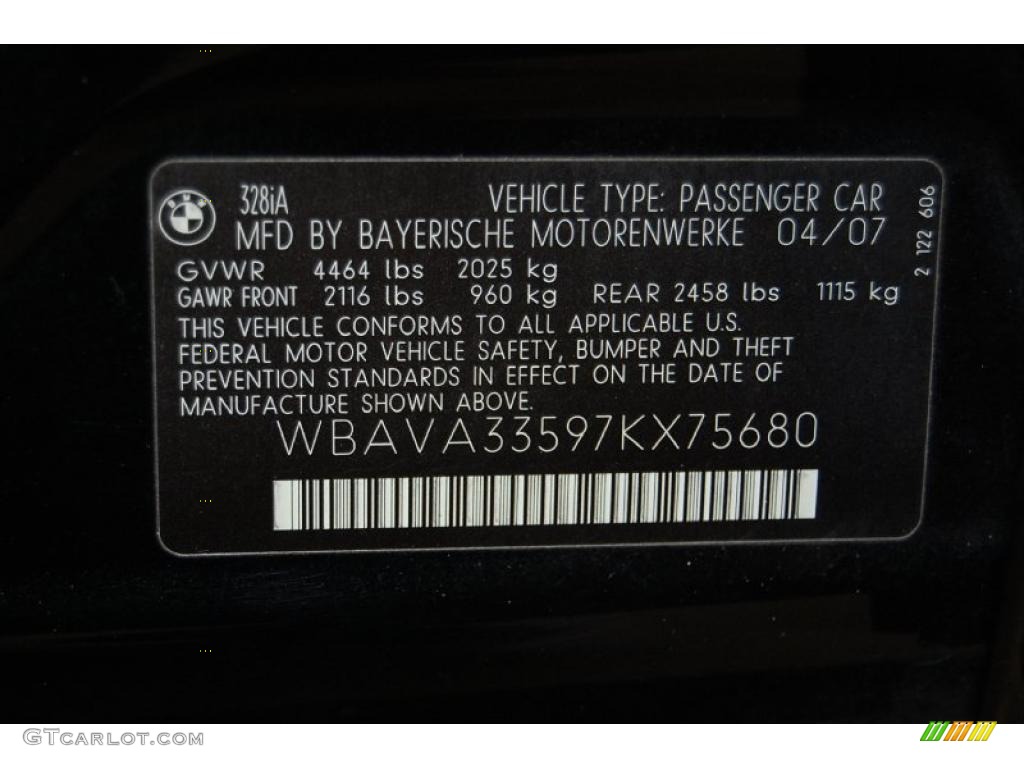 328iA VEHICLE TYPE: PASSENGER CAR
MFD BY BAYERISCHE MOTORENWERKE 04/07
GVWR 4464 lbs 2025 kg
GAWR FRONT 2116 lbs 960 kg REAR 2458 lbs 1115 kg
THIS VEHICLE CONFORMS TO ALL APPLICABLE U.S.
FEDERAL MOTOR VEHICLE SAFETY, BUMPER AND THEFT
PREVENTION STANDARDS IN EFFECT ON THE DATE OF
MANUFACTURE SHOWN ABOVE.
WBAVA33597KX75680
2 122 606
GTCARLOT.COM